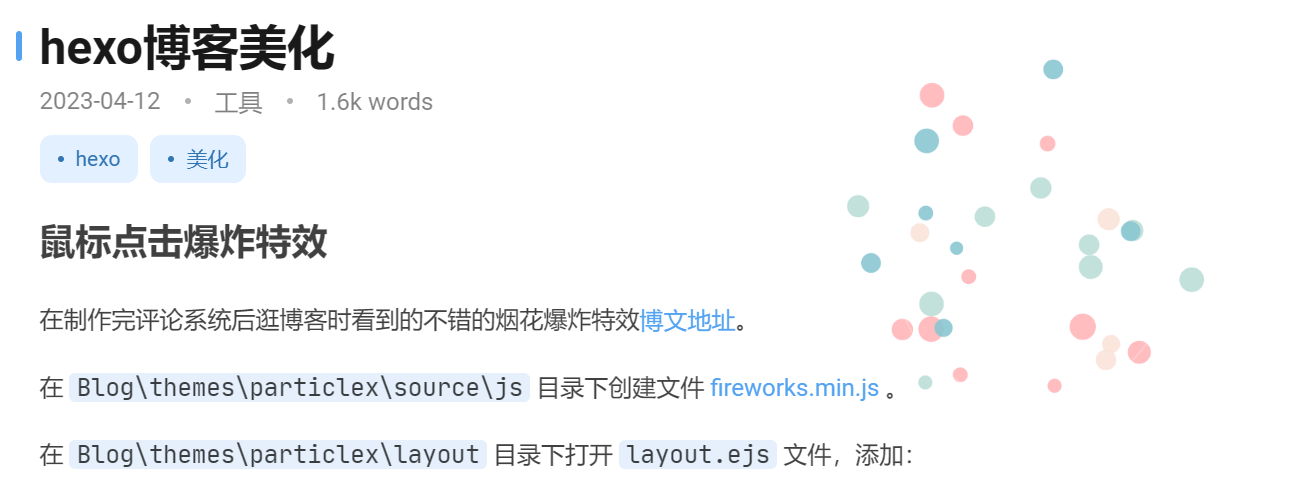 hexo博客美化
2023-04-12 • 工具 • 1.6k words
• hexo • 美化
鼠标点击爆炸特效
在制作完评论系统后逛博客时看到的不错的烟花爆炸特效博文地址。
在 Blog\themes\particlex\source\js 目录下创建文件 fireworks.min.js 。
在 Blog\themes\particlex\layout 目录下打开 layout.ejs 文件，添加：